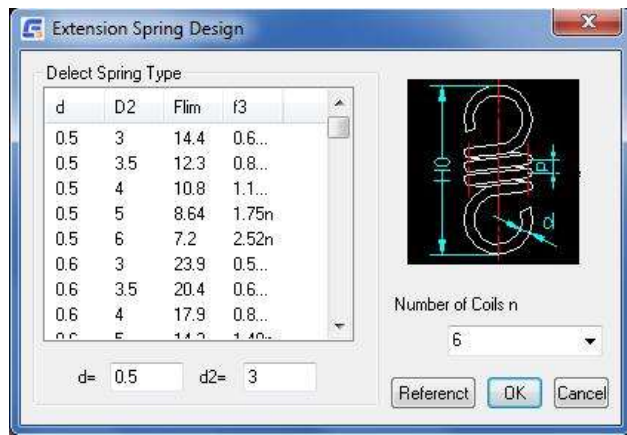 Extension Spring Design
Delect Spring Type
d D2 Flim f3
0.5 3 14.4 0.6...
0.5 3.5 12.3 0.8...
0.5 4 10.8 1.1...
0.5 5 8.64 1.75n
0.5 6 7.2 2.52n
0.6 3 23.9 0.5...
0.6 3.5 20.4 0.6...
0.6 4 17.9 0.8...
d= 0.5 d2= 3
H0
P
d
Number of Coils n
6
Referenct OK Cancel